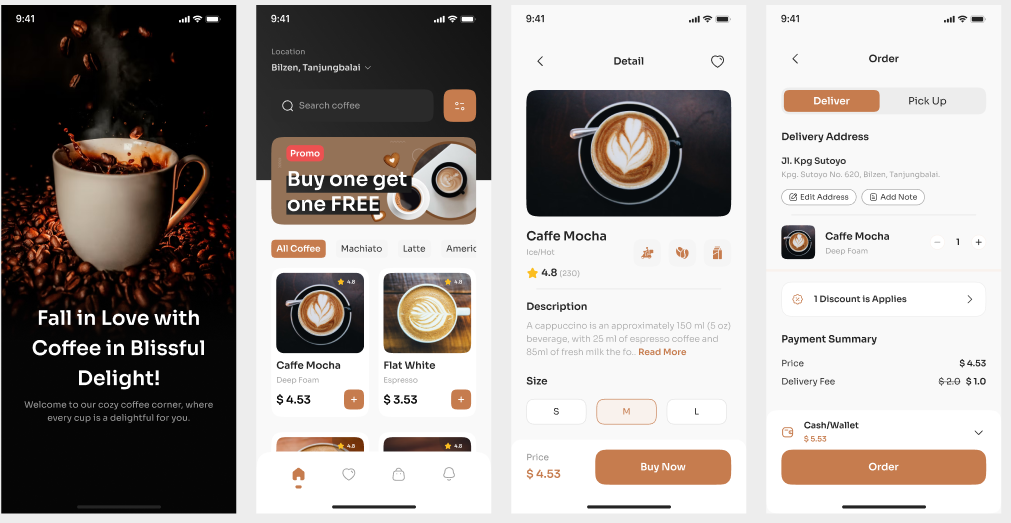 9:41
Fall in Love with
Coffee in Blissful
Delight!
Welcome to our cozy coffee corner, where
every cup is a delightful for you.
9:41
Location
Bilzen, Tanjungbalai
Search coffee
Promo
Buy one get
one FREE
All Coffee Machiato Latte Americ
4.8 4.8
Caffe Mocha Flat White
Deep Foam Espresso
$ 4.53 $ 3.53
4.8 4.8
9:41
Detail
Caffe Mocha
Ice/Hot
4.8 (230)
Description
A cappuccino is an approximately 150 ml (5 oz)
beverage, with 25 ml of espresso coffee and
85ml of fresh milk the fo.. Read More
Size
S M L
Price
$ 4.53
Buy Now
9:41
Order
Deliver Pick Up
Delivery Address
Jl. Kpg Sutoyo
Kpg. Sutoyo No. 620, Bilzen, Tanjungbalai.
Edit Address Add Note
Caffe Mocha
Deep Foam
1
1 Discount is Applies
Payment Summary
Price $ 4.53
Delivery Fee $ 2.0 $ 1.0
Cash/Wallet
$ 5.53
Order